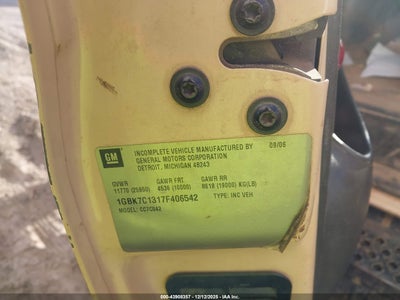 GM
INCOMPLETE VEHICLE MANUFACTURED BY 09/06
GENERAL MOTORS CORPORATION
DETROIT, MICHIGAN 48243
GVWR GAWR FRT GAWR RR
11770 (25950) 4536 (10000) 8618 (19000) KG(LB)
1GBK7C1317F406542 TYPE: INC VEH
MODEL: CC7C042
600-43908357 - 12/12/2025 - IAA Inc.